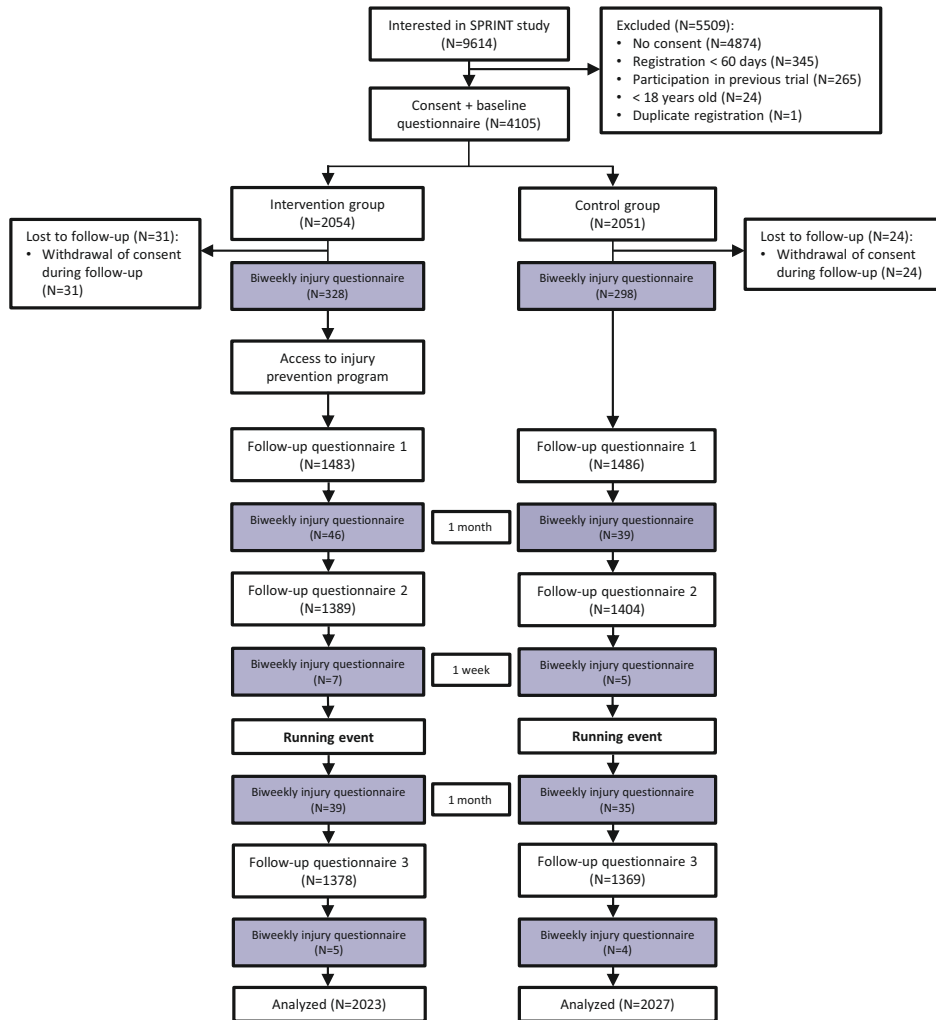 Interested in SPRINT study
(N=9614)
Excluded (N=5509):
• No consent (N=4874)
• Registration < 60 days (N=345)
• Participation in previous trial (N=265)
• < 18 years old (N=24)
• Duplicate registration (N=1)
Consent + baseline
questionnaire (N=4105)
Intervention group
(N=2054)
Control group
(N=2051)
Lost to follow-up (N=31):
• Withdrawal of consent
during follow-up
(N=31)
Lost to follow-up (N=24):
• Withdrawal of consent
during follow-up (N=24)
Biweekly injury questionnaire
(N=328)
Biweekly injury questionnaire
(N=298)
Access to injury
prevention program
Follow-up questionnaire 1
(N=1483)
Follow-up questionnaire 1
(N=1486)
Biweekly injury questionnaire
(N=46)
1 month
Biweekly injury questionnaire
(N=39)
Follow-up questionnaire 2
(N=1389)
Follow-up questionnaire 2
(N=1404)
Biweekly injury questionnaire
(N=7)
1 week
Biweekly injury questionnaire
(N=5)
Running event
Running event
Biweekly injury questionnaire
(N=39)
1 month
Biweekly injury questionnaire
(N=35)
Follow-up questionnaire 3
(N=1378)
Follow-up questionnaire 3
(N=1369)
Biweekly injury questionnaire
(N=5)
Biweekly injury questionnaire
(N=4)
Analyzed (N=2023)
Analyzed (N=2027)